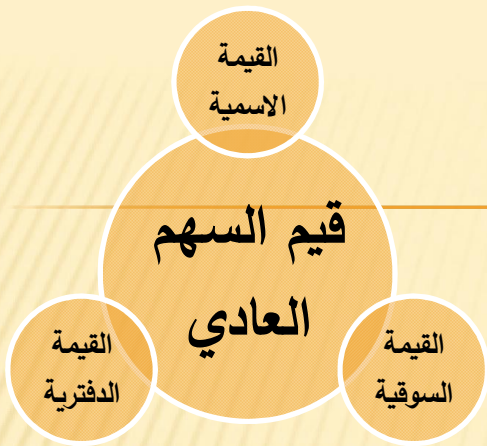 القيمة
الاسمية
قيم السهم
العادي
القيمة
السوقية
القيمة
الدفترية